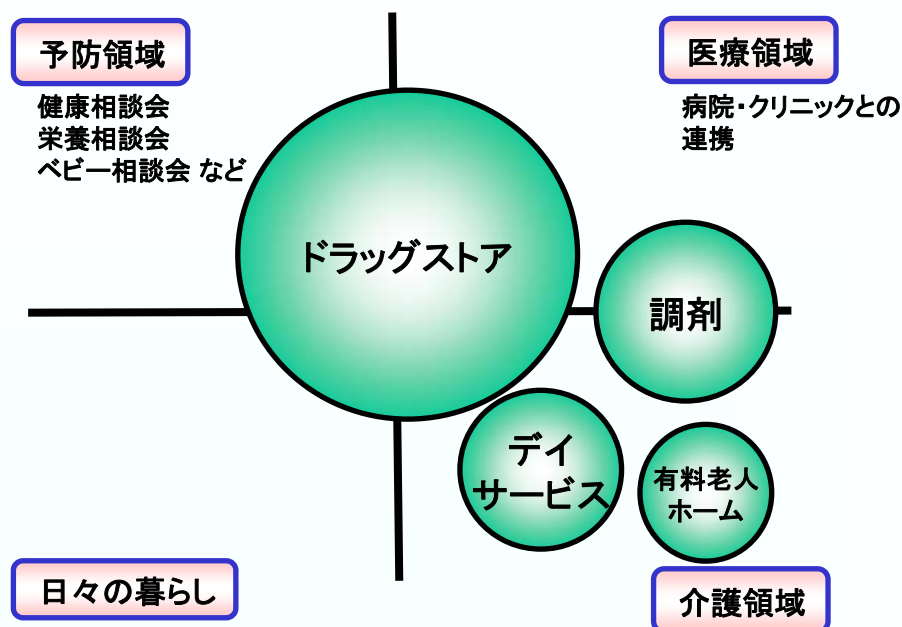 予防領域
健康相談会
栄養相談会
ベビー相談会 など
医療領域
病院・クリニックとの
連携
ドラッグストア
調剤
デイ
サービス
有料老人
ホーム
日々の暮らし
介護領域